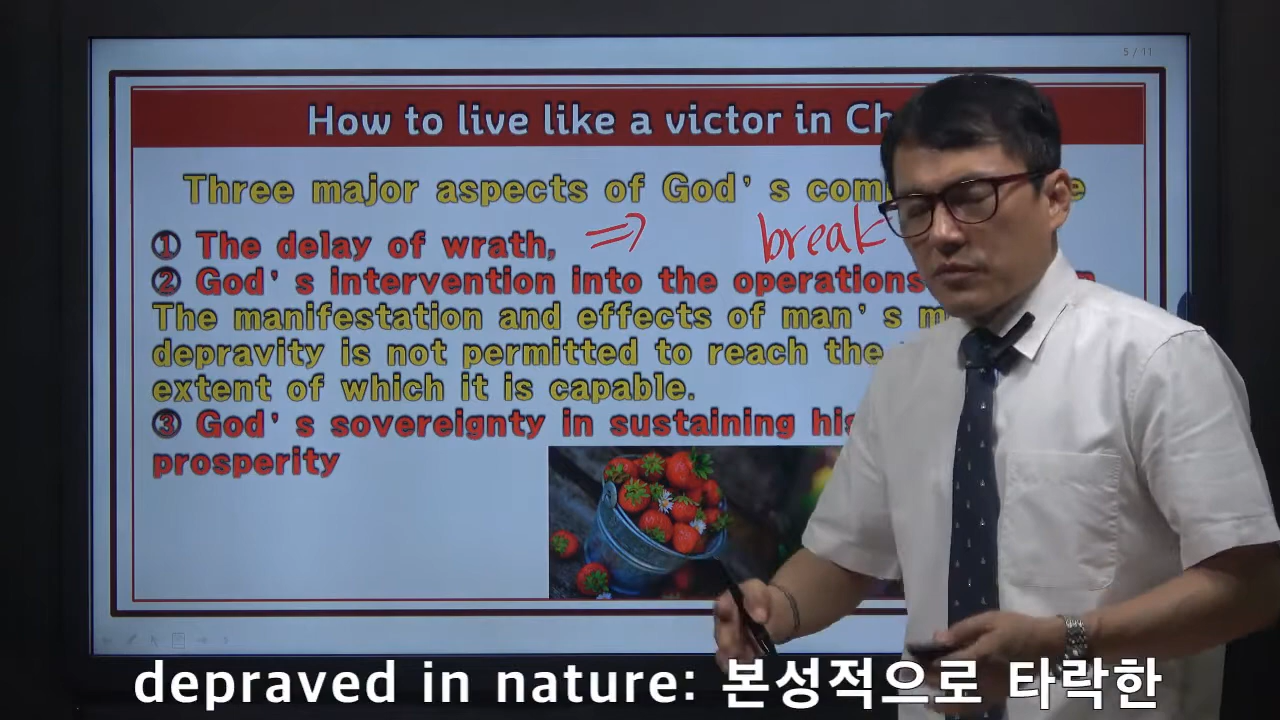 5 / 11
How to live like a victor in Ch
Three major aspects of God's com e
① The delay of wrath, ⇒ break
② God's intervention into the operations n
The manifestation and effects of man's m
depravity is not permitted to reach the
extent of which it is capable.
③ God's sovereignty in sustaining his
prosperity
depraved in nature: 본성적으로 타락한